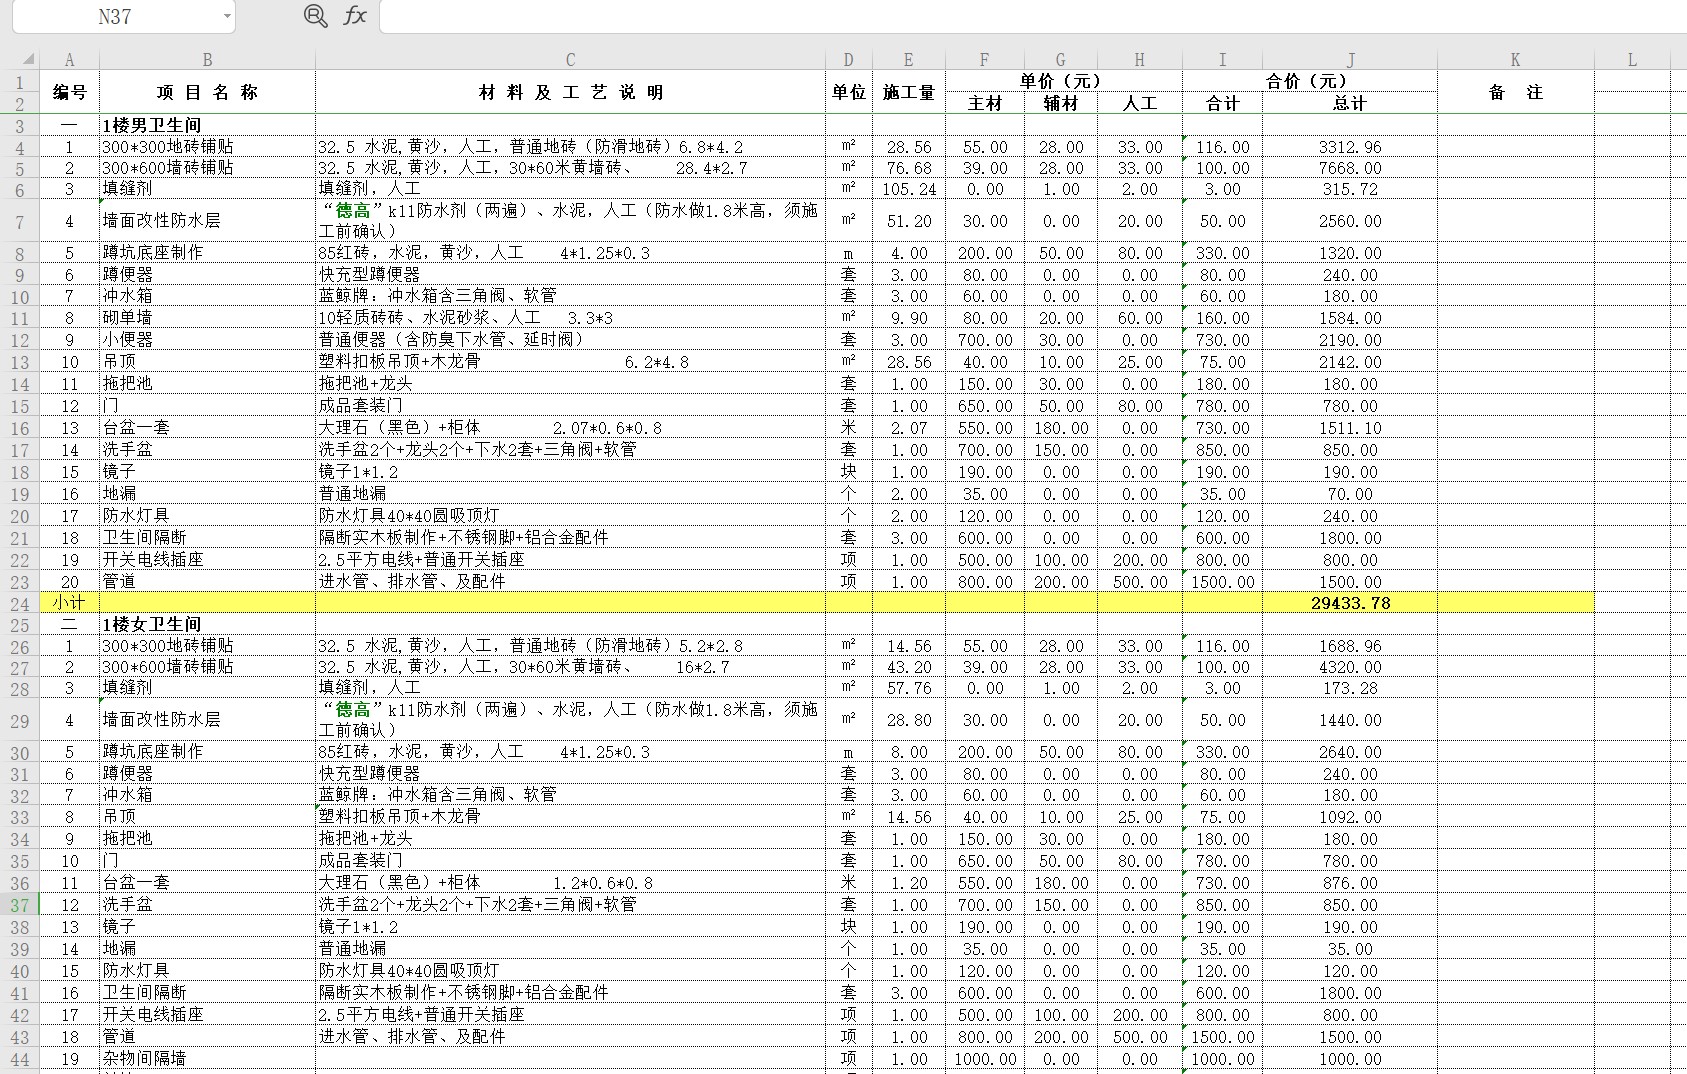 N37 fx
A B C D E F G H I J K L
1 编号 项 目 名 称 材 料 及 工 艺 说 明 单位 施工量 单价（元） 合价（元） 备 注
2 主材 辅材 人工 合计 总计
3 一 1楼男卫生间
4 1 300*300地砖铺贴 32.5 水泥,黄沙，人工，普通地砖（防滑地砖）6.8*4.2 m² 28.56 55.00 28.00 33.00 116.00 3312.96
5 2 300*600墙砖铺贴 32.5 水泥,黄沙，人工，30*60米黄墙砖、 28.4*2.7 m² 76.68 39.00 28.00 33.00 100.00 7668.00
6 3 填缝剂 填缝剂，人工 m² 105.24 0.00 1.00 2.00 3.00 315.72
7 4 墙面改性防水层 “德高”k11防水剂（两遍）、水泥，人工（防水做1.8米高，须施
工前确认） m² 51.20 30.00 0.00 20.00 50.00 2560.00
8 5 蹲坑底座制作 85红砖，水泥，黄沙，人工 4*1.25*0.3 m 4.00 200.00 50.00 80.00 330.00 1320.00
9 6 蹲便器 快充型蹲便器 套 3.00 80.00 0.00 0.00 80.00 240.00
10 7 冲水箱 蓝鲸牌：冲水箱含三角阀、软管 套 3.00 60.00 0.00 0.00 60.00 180.00
11 8 砌单墙 10轻质砖砖、水泥砂浆、人工 3.3*3 m² 9.90 80.00 20.00 60.00 160.00 1584.00
12 9 小便器 普通便器（含防臭下水管、延时阀） 套 3.00 700.00 30.00 0.00 730.00 2190.00
13 10 吊顶 塑料扣板吊顶+木龙骨 6.2*4.8 m² 28.56 40.00 10.00 25.00 75.00 2142.00
14 11 拖把池 拖把池+龙头 套 1.00 150.00 30.00 0.00 180.00 180.00
15 12 门 成品套装门 套 1.00 650.00 50.00 80.00 780.00 780.00
16 13 台盆一套 大理石（黑色）+柜体 2.07*0.6*0.8 米 2.07 550.00 180.00 0.00 730.00 1511.10
17 14 洗手盆 洗手盆2个+龙头2个+下水2套+三角阀+软管 套 1.00 700.00 150.00 0.00 850.00 850.00
18 15 镜子 镜子1*1.2 块 1.00 190.00 0.00 0.00 190.00 190.00
19 16 地漏 普通地漏 个 2.00 35.00 0.00 0.00 35.00 70.00
20 17 防水灯具 防水灯具40*40圆吸顶灯 个 2.00 120.00 0.00 0.00 120.00 240.00
21 18 卫生间隔断 隔断实木板制作+不锈钢脚+铝合金配件 套 3.00 600.00 0.00 0.00 600.00 1800.00
22 19 开关电线插座 2.5平方电线+普通开关插座 项 1.00 500.00 100.00 200.00 800.00 800.00
23 20 管道 进水管、排水管、及配件 项 1.00 800.00 200.00 500.00 1500.00 1500.00
24 小计 29433.78
25 二 1楼女卫生间
26 1 300*300地砖铺贴 32.5 水泥,黄沙，人工，普通地砖（防滑地砖）5.2*2.8 m² 14.56 55.00 28.00 33.00 116.00 1688.96
27 2 300*600墙砖铺贴 32.5 水泥,黄沙，人工，30*60米黄墙砖、 16*2.7 m² 43.20 39.00 28.00 33.00 100.00 4320.00
28 3 填缝剂 填缝剂，人工 m² 57.76 0.00 1.00 2.00 3.00 173.28
29 4 墙面改性防水层 “德高”k11防水剂（两遍）、水泥，人工（防水做1.8米高，须施
工前确认） m² 28.80 30.00 0.00 20.00 50.00 1440.00
30 5 蹲坑底座制作 85红砖，水泥，黄沙，人工 4*1.25*0.3 m 8.00 200.00 50.00 80.00 330.00 2640.00
31 6 蹲便器 快充型蹲便器 套 3.00 80.00 0.00 0.00 80.00 240.00
32 7 冲水箱 蓝鲸牌：冲水箱含三角阀、软管 套 3.00 60.00 0.00 0.00 60.00 180.00
33 8 吊顶 塑料扣板吊顶+木龙骨 m² 14.56 40.00 10.00 25.00 75.00 1092.00
34 9 拖把池 拖把池+龙头 套 1.00 150.00 30.00 0.00 180.00 180.00
35 10 门 成品套装门 套 1.00 650.00 50.00 80.00 780.00 780.00
36 11 台盆一套 大理石（黑色）+柜体 1.2*0.6*0.8 米 1.20 550.00 180.00 0.00 730.00 876.00
37 12 洗手盆 洗手盆2个+龙头2个+下水2套+三角阀+软管 套 1.00 700.00 150.00 0.00 850.00 850.00
38 13 镜子 镜子1*1.2 块 1.00 190.00 0.00 0.00 190.00 190.00
39 14 地漏 普通地漏 个 1.00 35.00 0.00 0.00 35.00 35.00
40 15 防水灯具 防水灯具40*40圆吸顶灯 个 1.00 120.00 0.00 0.00 120.00 120.00
41 16 卫生间隔断 隔断实木板制作+不锈钢脚+铝合金配件 套 3.00 600.00 0.00 0.00 600.00 1800.00
42 17 开关电线插座 2.5平方电线+普通开关插座 项 1.00 500.00 100.00 200.00 800.00 800.00
43 18 管道 进水管、排水管、及配件 项 1.00 800.00 200.00 500.00 1500.00 1500.00
44 19 杂物间隔墙 项 1.00 1000.00 0.00 0.00 1000.00 1000.00